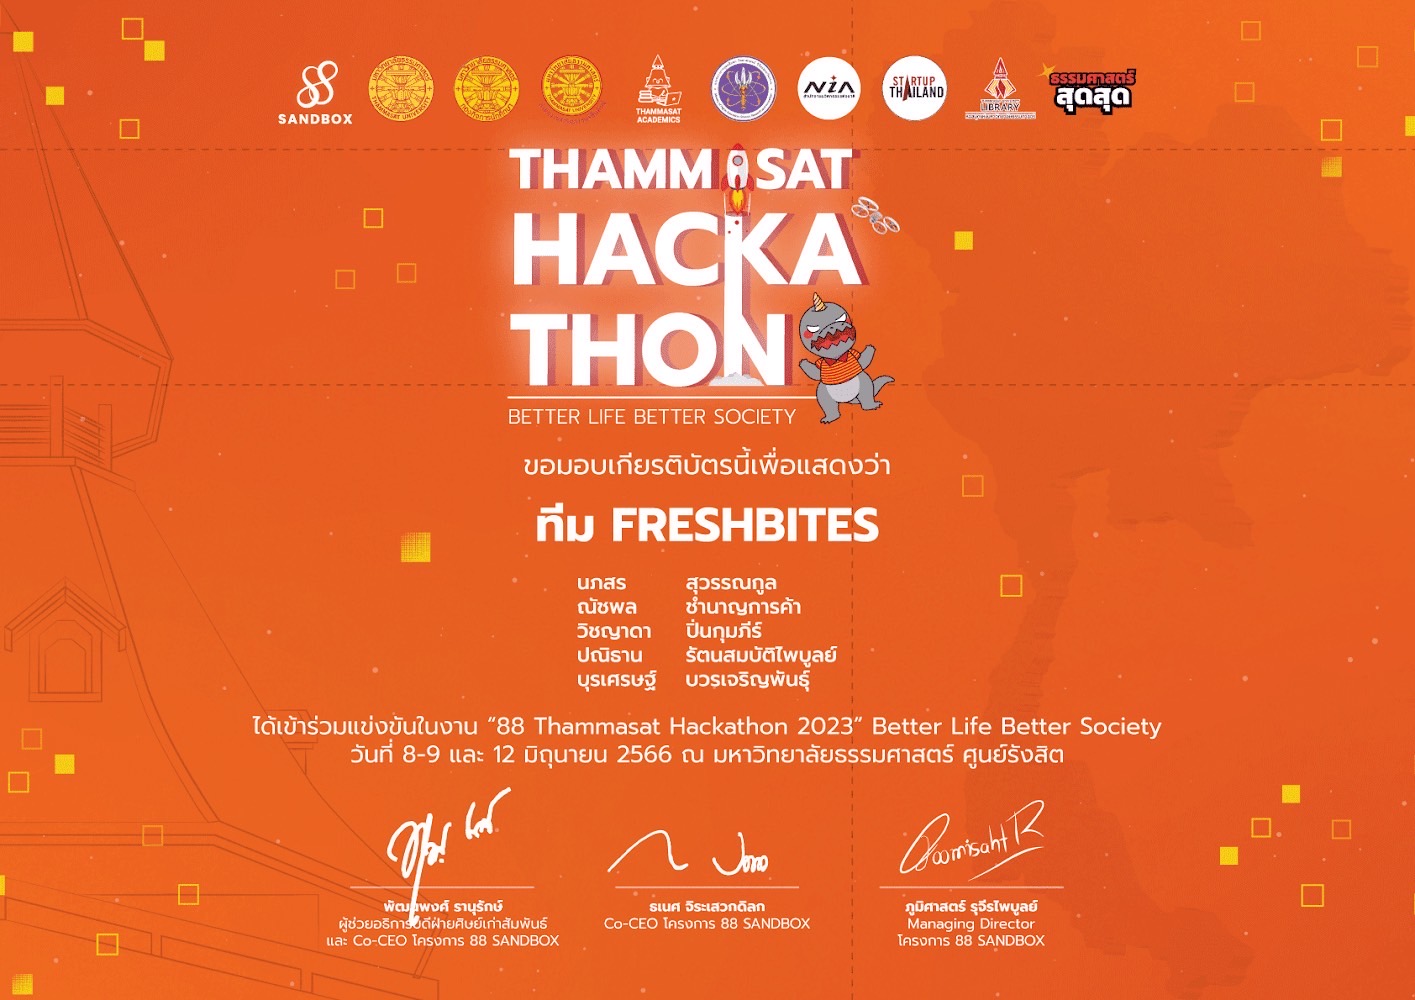 88
SANDBOX
THAMMASAT UNIVERSITY
THAMMASAT
ACADEMICS
NIA
STARTUP
THAILAND
LIBRARY
ธรรมศาสตร์
สุดสุด
THAMMASAT
HACKA
THON
BETTER LIFE BETTER SOCIETY
ขอมอบเกียรติบัตรนี้เพื่อแสดงว่า
ทีม FRESHBITES
นภสร สุวรรณกูล
ณัชพล ชำนาญการค้า
วิชญาดา ปิ่นกุมภีร์
ปณิธาน รัตนสมบัติไพบูลย์
บุรเศรษฐ์ บวรเจริญพันธุ์
ได้เข้าร่วมแข่งขันในงาน “88 Thammasat Hackathon 2023” Better Life Better Society
วันที่ 8-9 และ 12 มิถุนายน 2566 ณ มหาวิทยาลัยธรรมศาสตร์ ศูนย์รังสิต
Poomisaht R
พัฒนพงศ์ รานุรักษ์
ผู้ช่วยอธิการบดีฝ่ายศิษย์เก่าสัมพันธ์
และ Co-CEO โครงการ 88 SANDBOX
ธเนศ จิระเสวกดิลก
Co-CEO โครงการ 88 SANDBOX
ภูมิศาสตร์ รุจีรไพบูลย์
Managing Director
โครงการ 88 SANDBOX